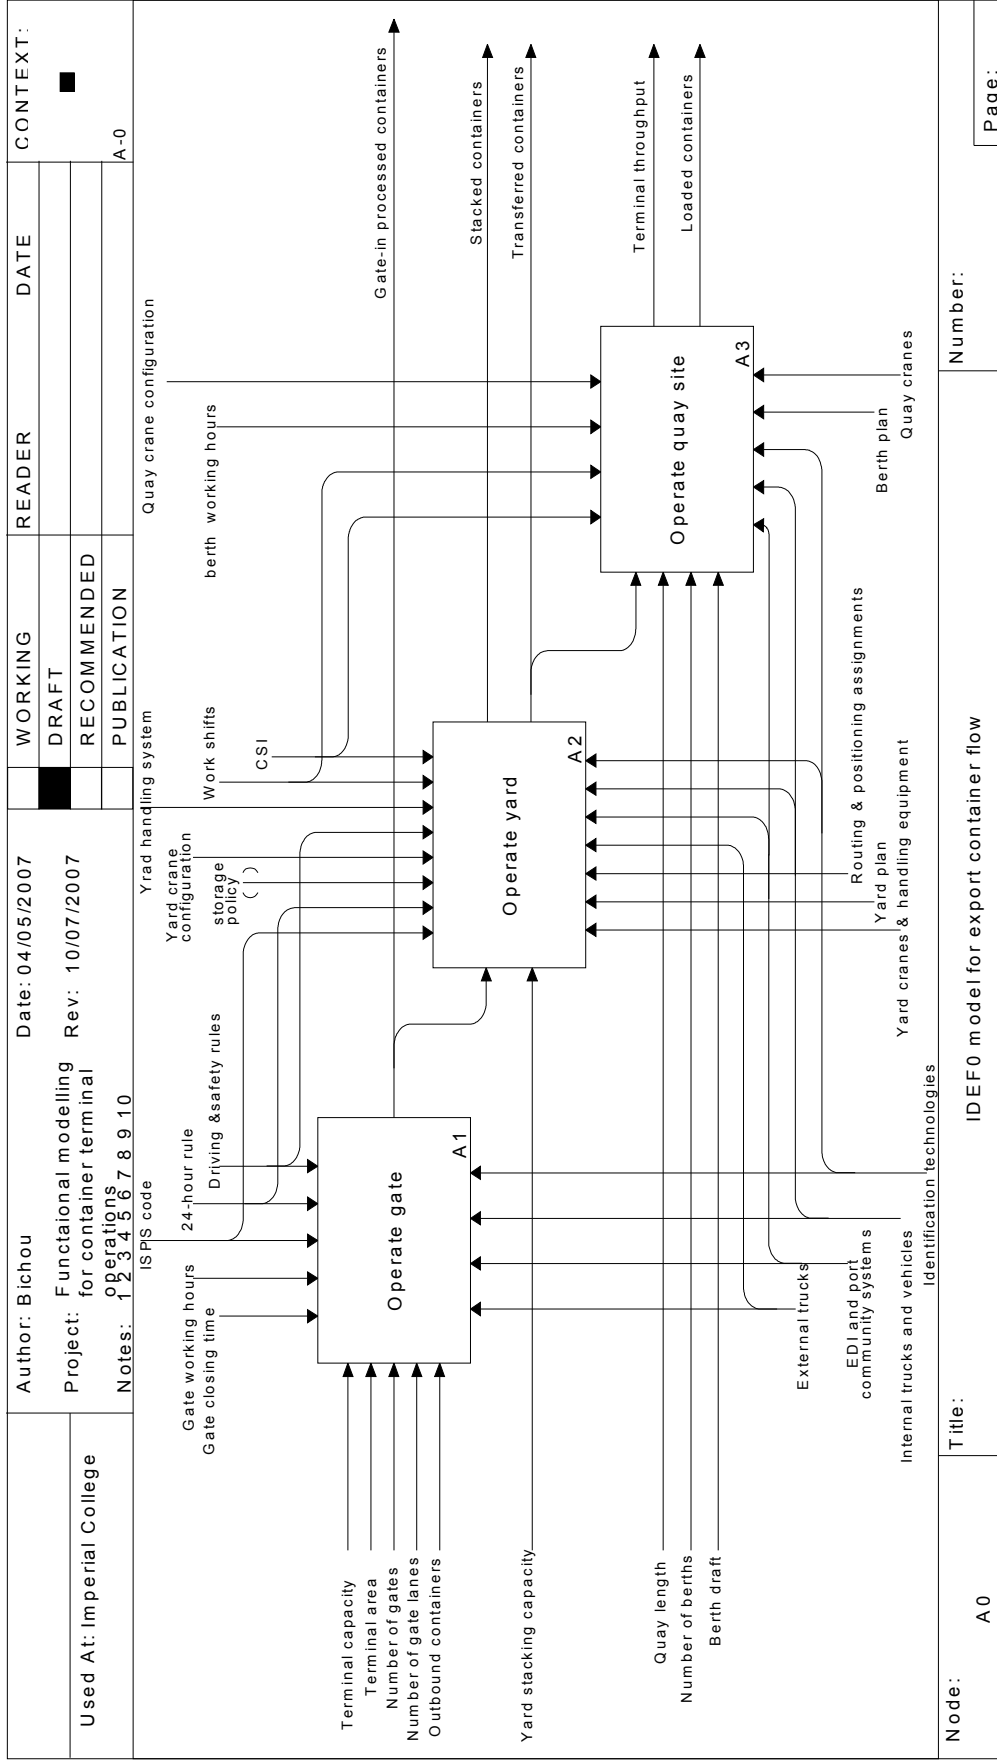 Used At: Imperial College
Author: Bichou
Date: 04/05/2007
Project: Functaional modelling
for container terminal
operations
Rev: 10/07/2007
Notes: 1 2 3 4 5 6 7 8 9 10
WORKING
DRAFT
RECOMMENDED
PUBLICATION
READER
DATE
CONTEXT:
A-0
Gate working hours
Gate closing time
ISPS code
24-hour rule
Driving &safety rules
Yrad handling system
Yard crane
configuration
storage
policy
( )
Work shifts
CSI
Quay crane configuration
berth working hours
Terminal capacity
Terminal area
Number of gates
Number of gate lanes
Outbound containers
Operate gate
A1
Gate-in processed containers
Yard stacking capacity
Operate yard
A2
Stacked containers
Transferred containers
Quay length
Number of berths
Berth draft
Operate quay site
A3
Terminal throughput
Loaded containers
External trucks
EDI and port
community systems
Internal trucks and vehicles
Identification technologies
Routing & positioning assignments
Yard plan
Yard cranes & handling equipment
Berth plan
Quay cranes
Node:
A0
Title:
IDEF0 model for export container flow
Number:
Page: